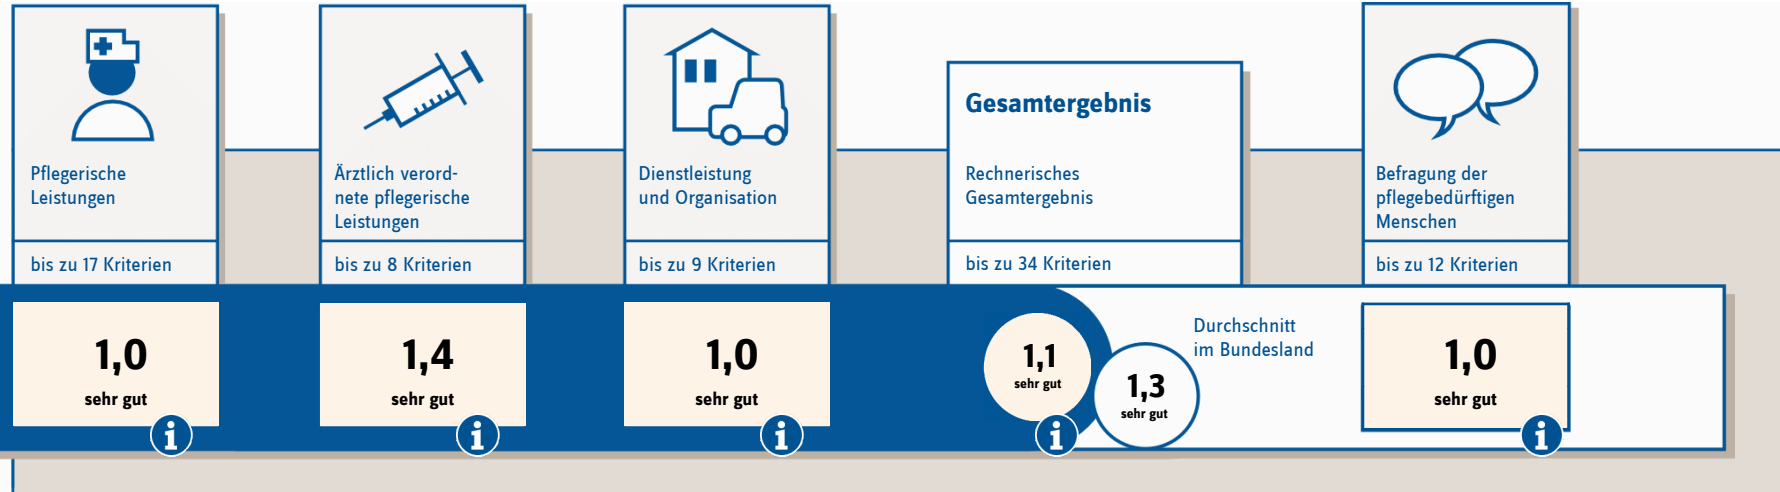 Pflegerische
Leistungen
bis zu 17 Kriterien
1,0
sehr gut
Ärztlich verord-
nete pflegerische
Leistungen
bis zu 8 Kriterien
1,4
sehr gut
Dienstleistung
und Organisation
bis zu 9 Kriterien
1,0
sehr gut
Gesamtergebnis
Rechnerisches
Gesamtergebnis
bis zu 34 Kriterien
1,1
sehr gut
Durchschnitt
im Bundesland
1,3
sehr gut
Befragung der
pflegebedürftigen
Menschen
bis zu 12 Kriterien
1,0
sehr gut